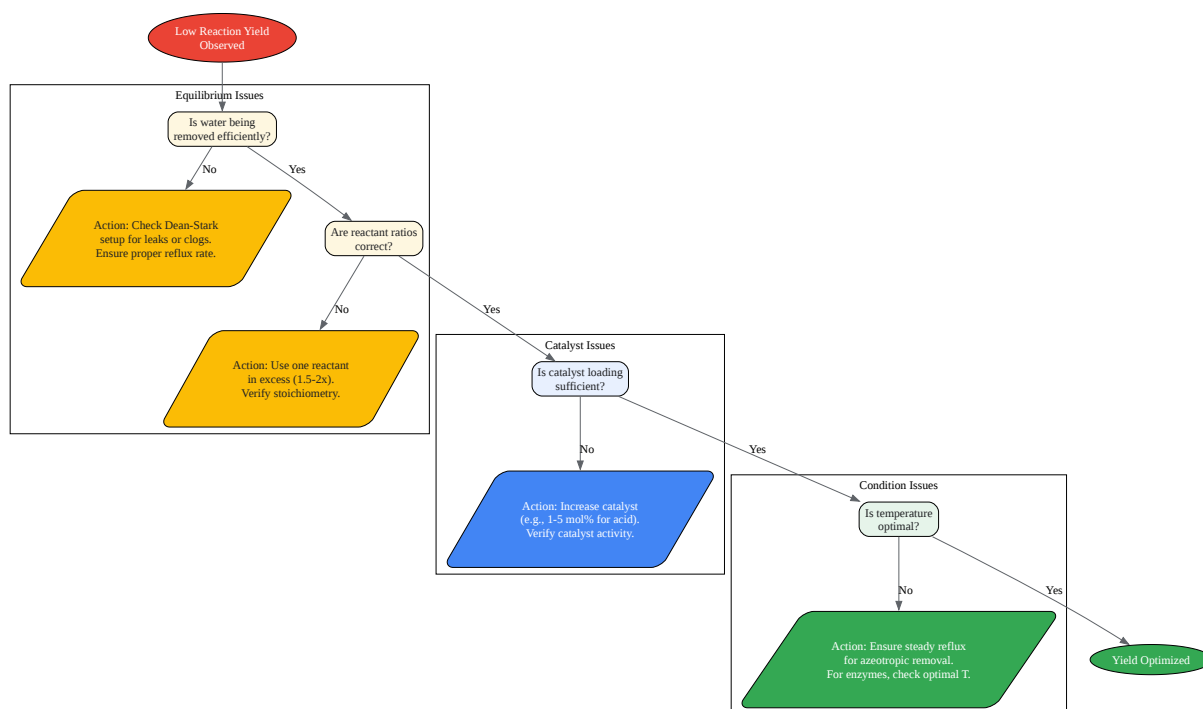 Low Reaction Yield
Observed
Equilibrium Issues
Is water being
removed efficiently?
No
Yes
Action: Check Dean-Stark
setup for leaks or clogs.
Ensure proper reflux rate.
Are reactant ratios
correct?
No
Yes
Action: Use one reactant
in excess (1.5-2x).
Verify stoichiometry.
Catalyst Issues
Is catalyst loading
sufficient?
No
Yes
Action: Increase catalyst
(e.g., 1-5 mol% for acid).
Verify catalyst activity.
Condition Issues
Is temperature
optimal?
No
Yes
Action: Ensure steady reflux
for azeotropic removal.
For enzymes, check optimal T.
Yield Optimized